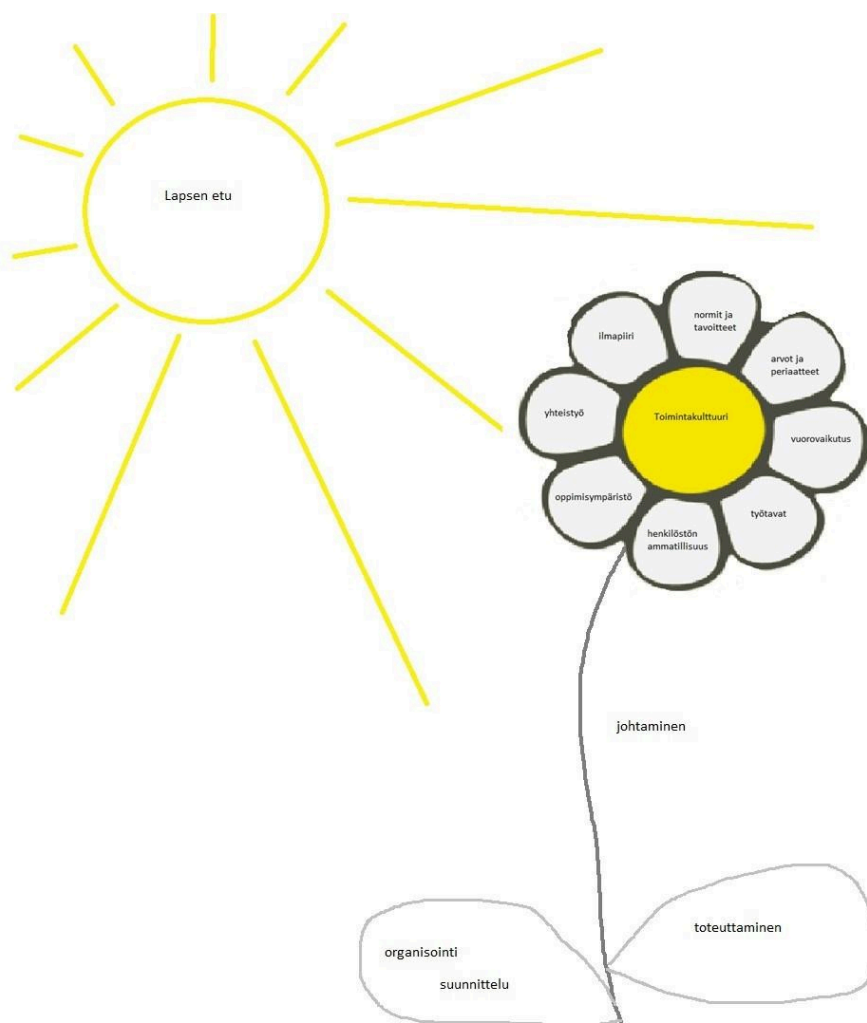 Lapsen etu
normit ja
tavoitteet
ilmapiiri
arvot ja
periaatteet
yhteistyö
Toimintakulttuuri
vuorovaikutus
oppimisympäristö
työtavat
henkilöstön
ammatillisuus
johtaminen
toteuttaminen
organisointi
suunnittelu